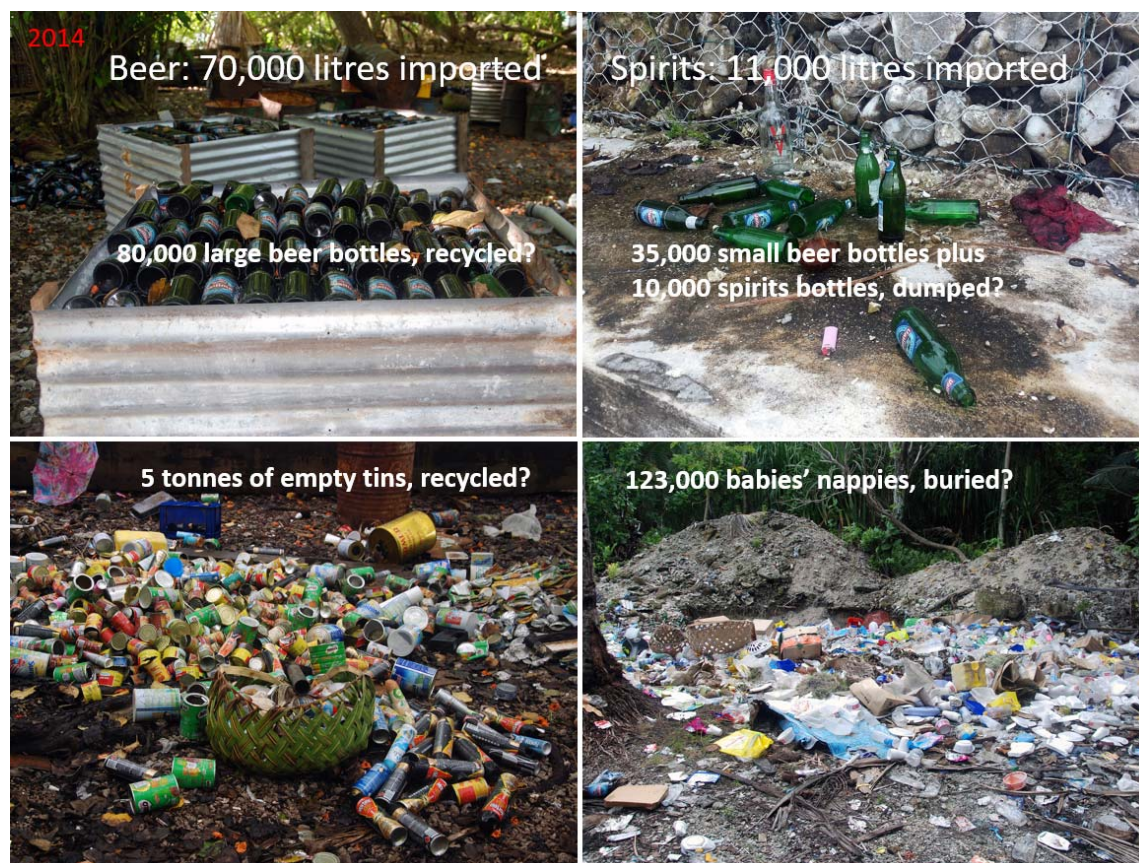 2014
Beer: 70,000 litres imported
80,000 large beer bottles, recycled?
Spirits: 11,000 litres imported
35,000 small beer bottles plus
10,000 spirits bottles, dumped?
5 tonnes of empty tins, recycled?
123,000 babies’ nappies, buried?